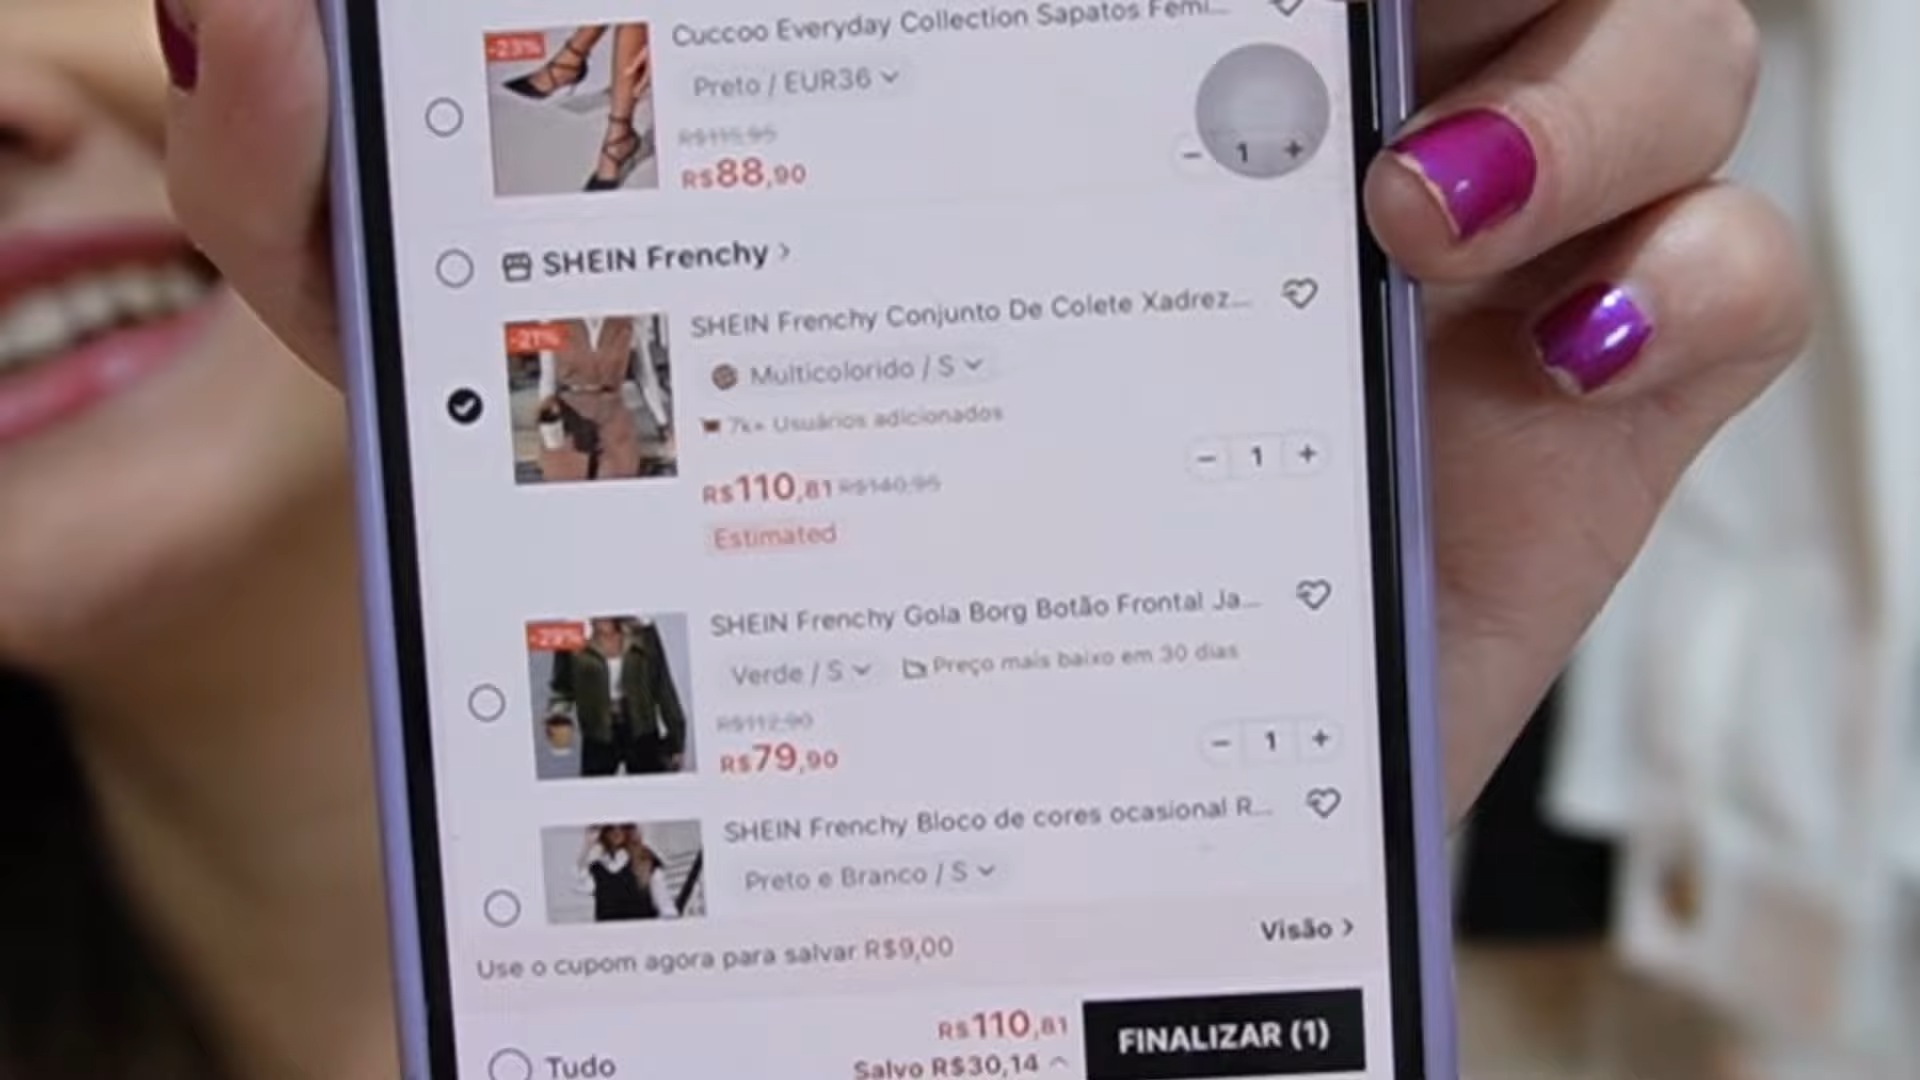 Cuccoo Everyday Collection Sapatos Femi...
-23%
Preto / EUR36
R$115,95
R$88,90
− 1 +
SHEIN Frenchy >
SHEIN Frenchy Conjunto De Colete Xadrez...
-21%
Multicolorido / S
7k+ Usuários adicionados
R$110,81 R$140,95
− 1 +
Estimated
SHEIN Frenchy Gola Borg Botão Frontal Ja...
-29%
Verde / S Preço mais baixo em 30 dias
R$112,90
R$79,90
− 1 +
SHEIN Frenchy Bloco de cores ocasional R...
Preto e Branco / S
Use o cupom agora para salvar R$9,00 Visão >
R$110,81
Tudo Salvo R$30,14
FINALIZAR (1)